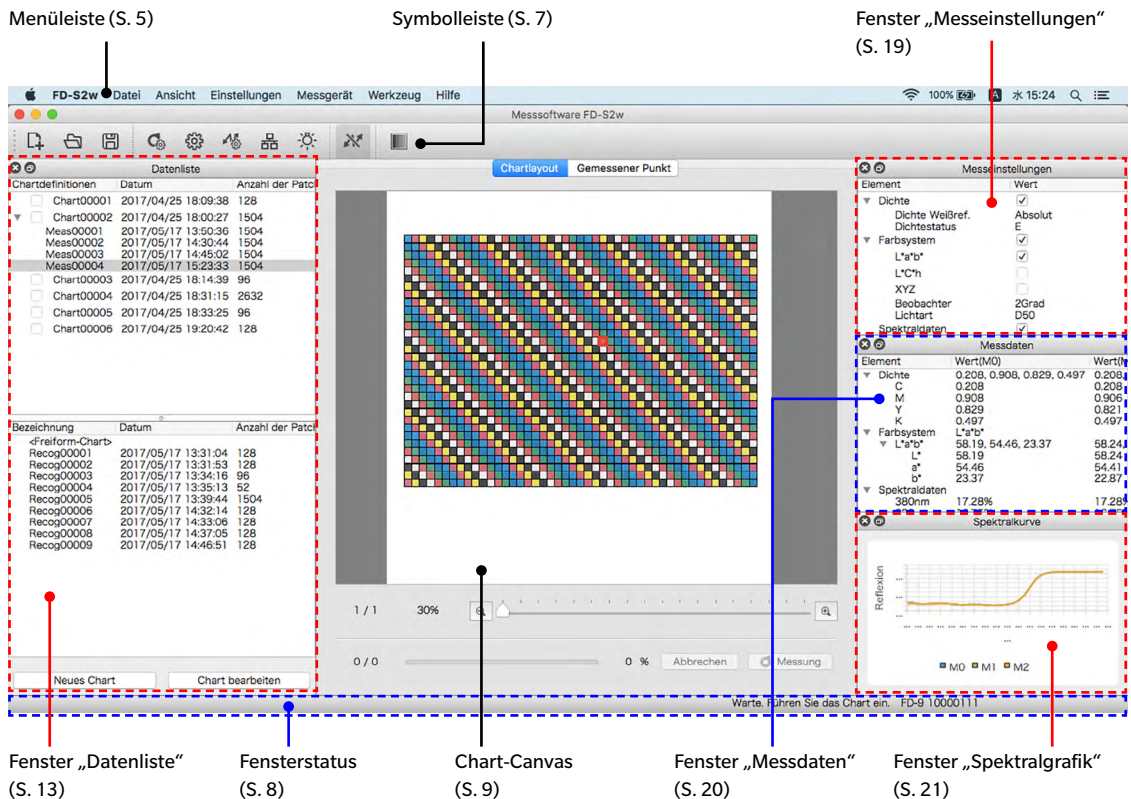 Menüleiste (S. 5)
Symbolleiste (S. 7)
Fenster „Messeinstellungen“
(S. 19)
FD-S2w Datei Ansicht Einstellungen Messgerät Werkzeug Hilfe
100% A 水 15:24
Messsoftware FD-S2w
Datenliste
Chartdefinitionen Datum Anzahl der Patcl
Chart00001 2017/04/25 18:09:38 128
Chart00002 2017/04/25 18:00:27 1504
Meas00001 2017/05/17 13:50:36 1504
Meas00002 2017/05/17 14:30:44 1504
Meas00003 2017/05/17 14:45:02 1504
Meas00004 2017/05/17 15:23:33 1504
Chart00003 2017/04/25 18:14:39 96
Chart00004 2017/04/25 18:31:15 2632
Chart00005 2017/04/25 18:33:25 96
Chart00006 2017/04/25 19:20:42 128
Bezeichnung Datum Anzahl der Patcl
<Freiform-Chart>
Recog00001 2017/05/17 13:31:04 128
Recog00002 2017/05/17 13:31:53 128
Recog00003 2017/05/17 13:34:16 96
Recog00004 2017/05/17 13:35:13 52
Recog00005 2017/05/17 13:39:44 1504
Recog00006 2017/05/17 14:32:14 128
Recog00007 2017/05/17 14:33:06 128
Recog00008 2017/05/17 14:37:05 128
Recog00009 2017/05/17 14:46:51 128
Neues Chart
Chart bearbeiten
Chartlayout
Gemessener Punkt
1 / 1 30%
0 / 0 0 % Abbrechen Messung
Messeinstellungen
Element Wert
Dichte
Dichte Weißref. Absolut
Dichtestatus E
Farbsystem
L*a*b*
L*C*h
XYZ
Beobachter 2Grad
Lichtart D50
Spektraldaten
Messdaten
Element Wert(M0) Wert(M
Dichte 0.208, 0.908, 0.829, 0.497 0.208,
C 0.208 0.208
M 0.908 0.906
Y 0.829 0.821
K 0.497 0.497
Farbsystem L*a*b*
L*a*b* 58.19, 54.46, 23.37 58.24,
L* 58.19 58.24
a* 54.46 54.41
b* 23.37 22.87
Spektraldaten
380nm 17.28% 17.28%
Spektralkurve
Reflexion
M0 M1 M2
Warte. Führen Sie das Chart ein. FD-9 10000111
Fenster „Datenliste“
(S. 13)
Fensterstatus
(S. 8)
Chart-Canvas
(S. 9)
Fenster „Messdaten“
(S. 20)
Fenster „Spektralgrafik“
(S. 21)